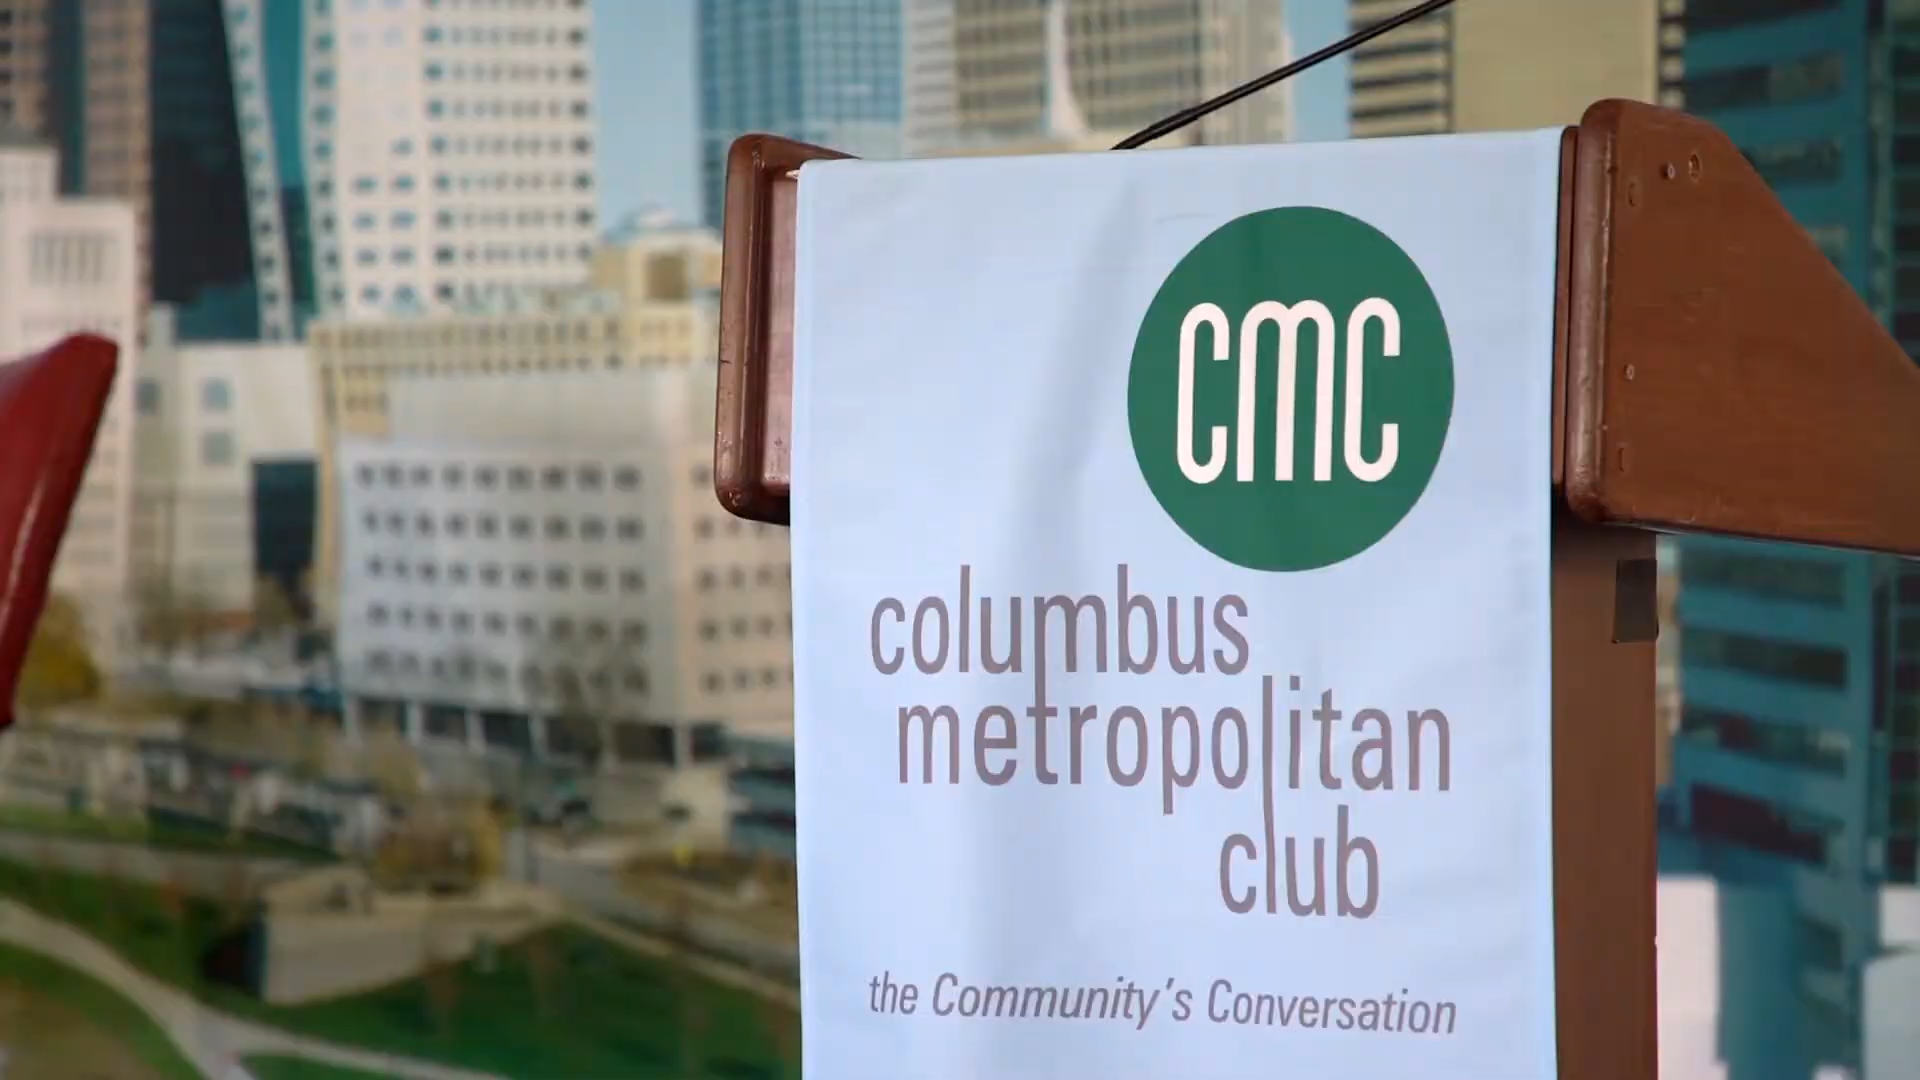 cmc
columbus
metropolitan
club
the Community's Conversation